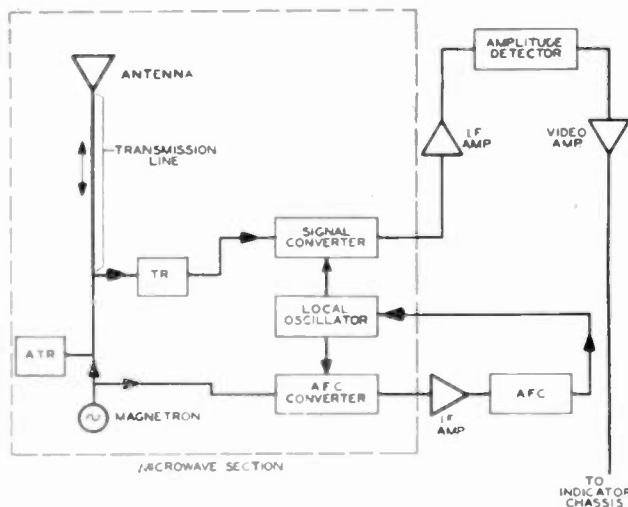 AMPLITUDE
DETECTOR
ANTENNA
I.F
AMP
VIDEO
AMP.
TRANSMISSION
LINE
SIGNAL
CONVERTER
TR
LOCAL
OSCILLATOR
ATR
A.F.C
CONVERTER
I.F
AMP
AFC
MAGNETRON
MICROWAVE SECTION
TO
INDICATOR
CHASSIS